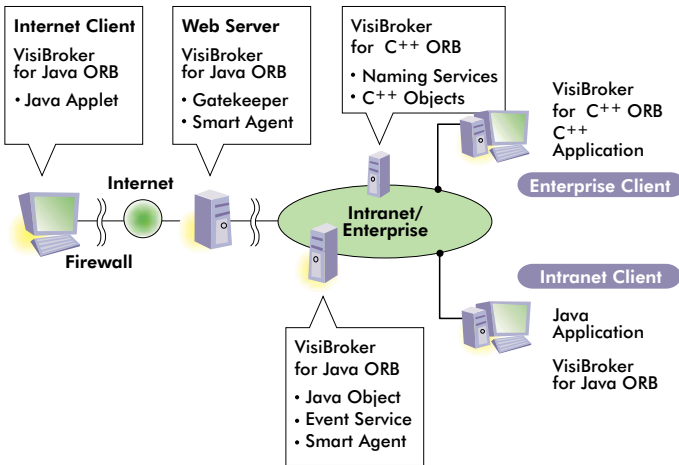 Internet Client
VisiBroker
for Java ORB
• Java Applet
Web Server
VisiBroker
for Java ORB
• Gatekeeper
• Smart Agent
VisiBroker
for C++ ORB
• Naming Services
• C++ Objects
VisiBroker
for C++ ORB
C++
Application
Enterprise Client
Internet
Firewall
Intranet/
Enterprise
Intranet Client
Java
Application
VisiBroker
for Java ORB
VisiBroker
for Java ORB
• Java Object
• Event Service
• Smart Agent